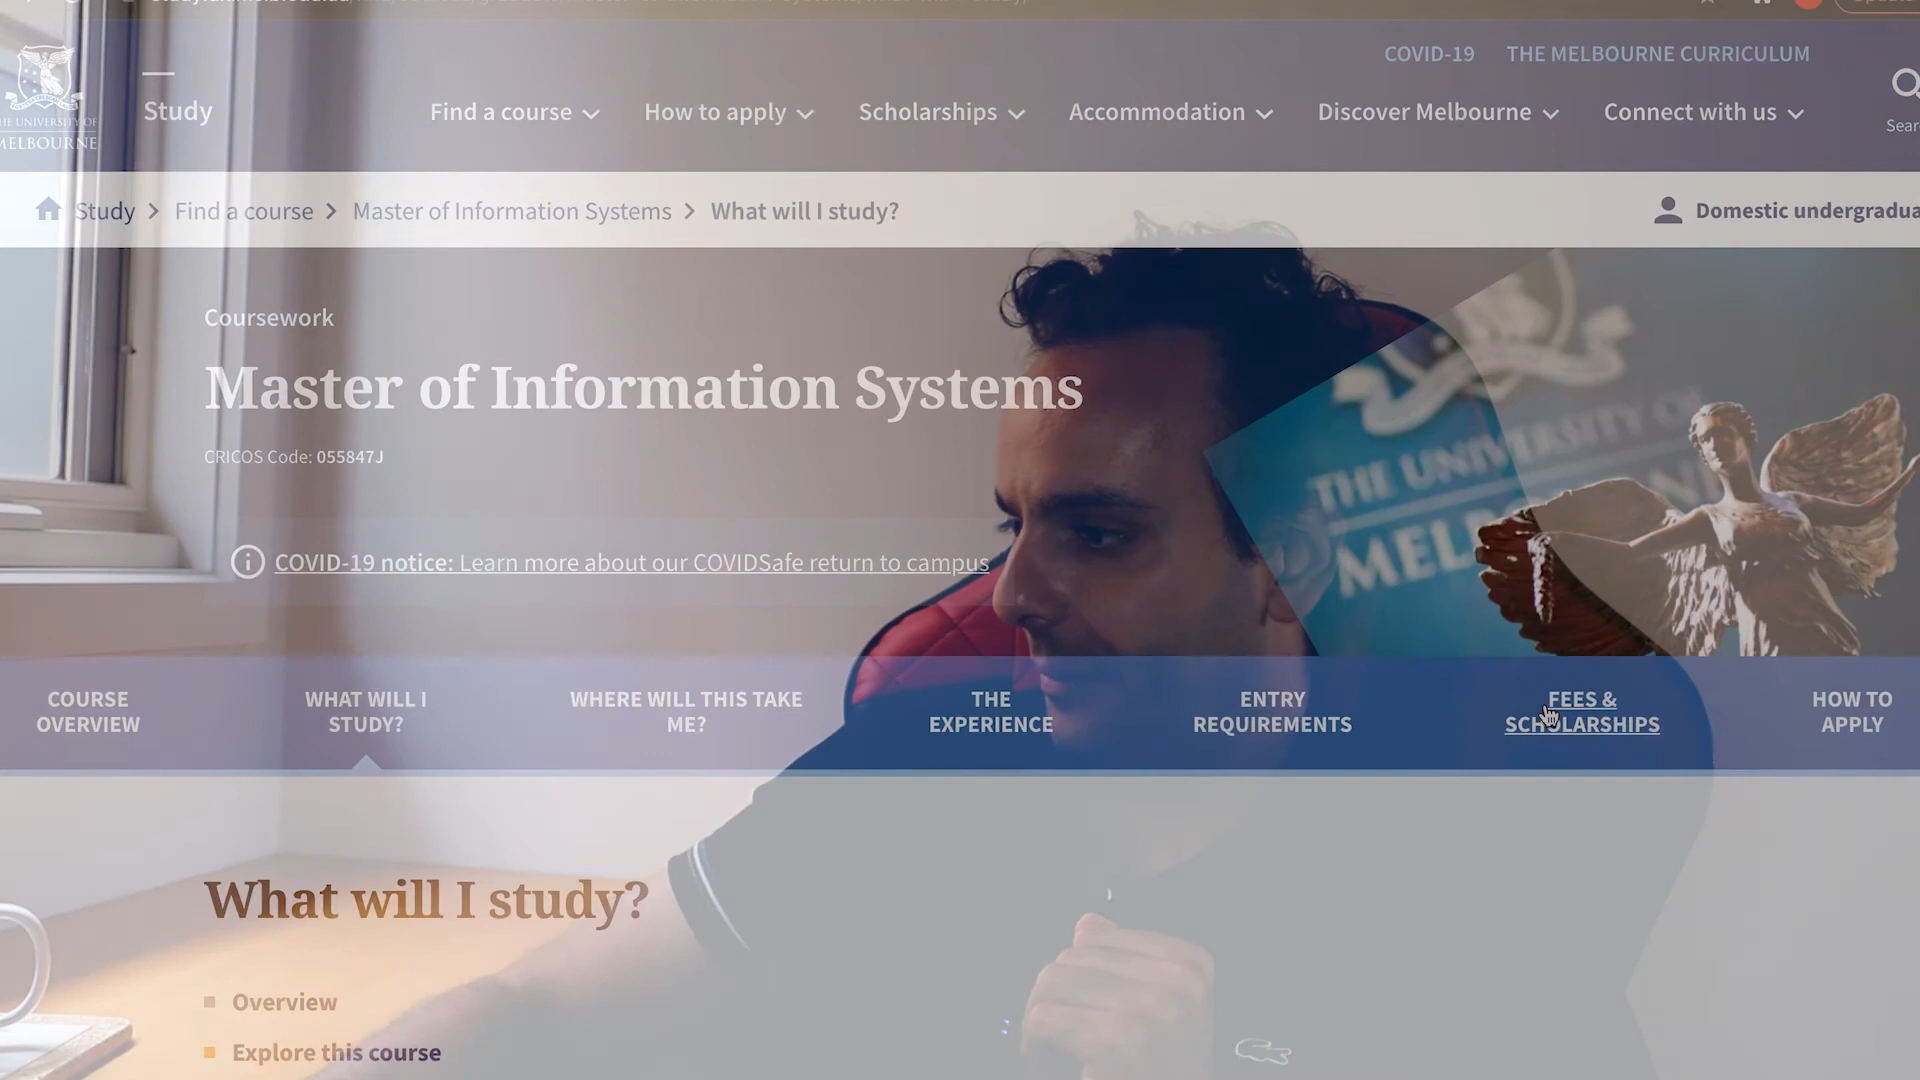 COVID-19 THE MELBOURNE CURRICULUM
Study Find a course How to apply Scholarships Accommodation Discover Melbourne Connect with us
THE UNIVERSITY OF
MELBOURNE
Study Find a course Master of Information Systems What will I study?
Coursework
Master of Information Systems
CRICOS Code: 055847J
COVID-19 notice: Learn more about our COVIDSafe return to campus
THE UNIVERSITY OF
COURSE OVERVIEW
WHAT WILL I STUDY?
WHERE WILL THIS TAKE ME?
THE EXPERIENCE
ENTRY REQUIREMENTS
FEES & SCHOLARSHIPS
HOW TO APPLY
What will I study?
Overview
Explore this course